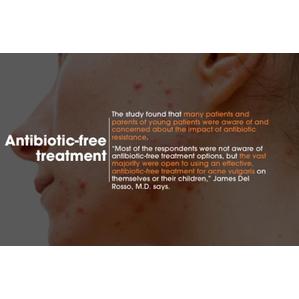 Antibiotic-free
treatment
The study found that many patients and
parents of young patients were aware of and
concerned about the impact of antibiotic
resistance.
"Most of the respondents were not aware of
antibiotic-free treatment options, but the vast
majority were open to using an effective,
antibiotic-free treatment for acne vulgaris on
themselves or their children," James Del
Rosso, M.D. says.